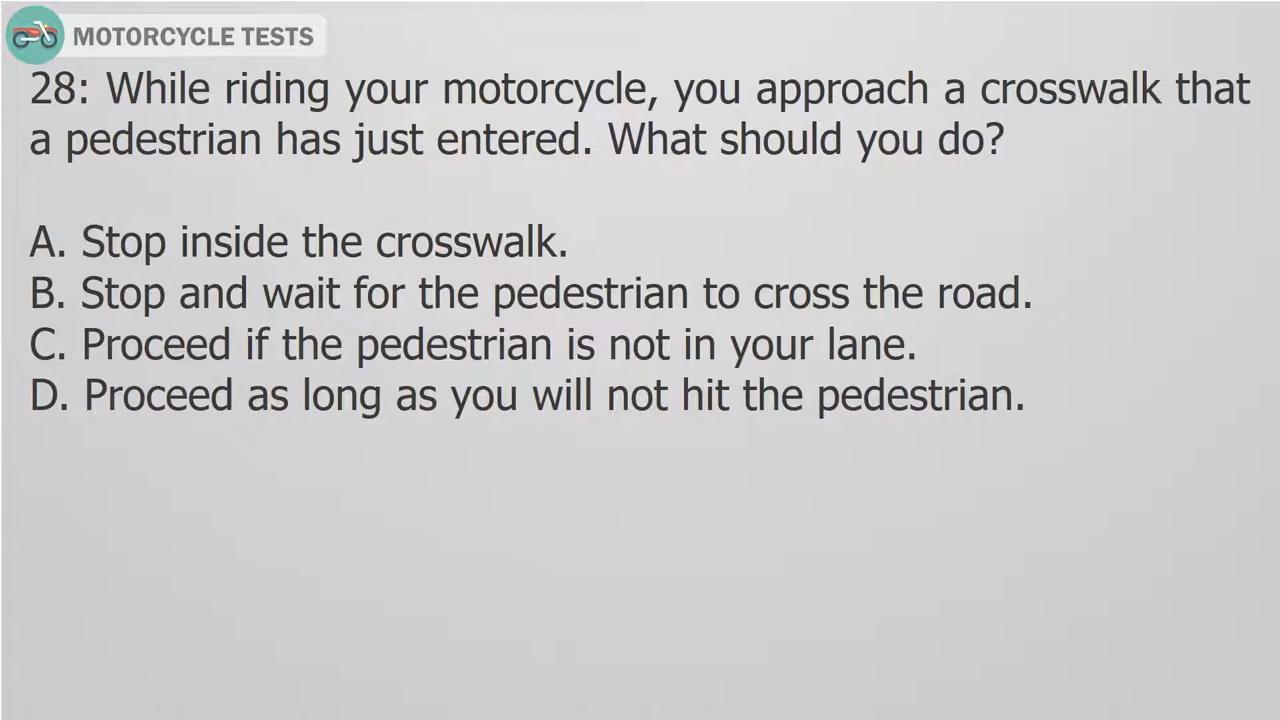 MOTORCYCLE TESTS
28: While riding your motorcycle, you approach a crosswalk that
a pedestrian has just entered. What should you do?
A. Stop inside the crosswalk.
B. Stop and wait for the pedestrian to cross the road.
C. Proceed if the pedestrian is not in your lane.
D. Proceed as long as you will not hit the pedestrian.